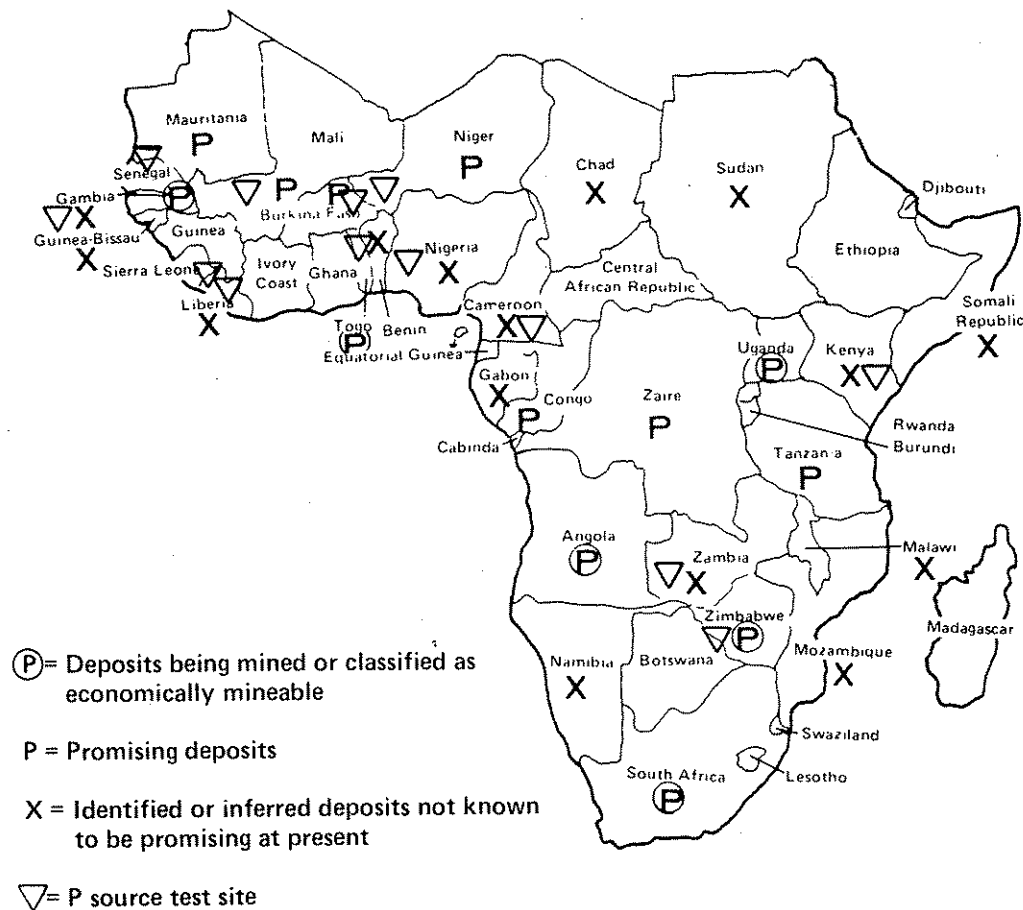 Mauritania
P
Mali
Niger
P
Chad
X
Sudan
X
Djibouti
Senegal
Gambia
P
P
P
X
Guinea-Bissau
X
Guinea
Burkina Faso
Sierra Leone
Ivory
Coast
Ghana
X
Nigeria
X
Ethiopia
Central
African Republic
Liberia
X
Cameroon
X
Somali
Republic
X
Togo
P
Benin
Equatorial Guinea
Uganda
P
Kenya
X
Gabon
X
Congo
P
Zaire
P
Cabinda
Rwanda
Burundi
Tanzan a
P
Angola
P
Zambia
X
Malawi
X
Zimbabwe
P
Madagascar
Namibia
X
Botswana
Mozambique
X
Swaziland
South Africa
P
Lesotho
P = Deposits being mined or classified as
economically mineable
P = Promising deposits
X = Identified or inferred deposits not known
to be promising at present
▽= P source test site